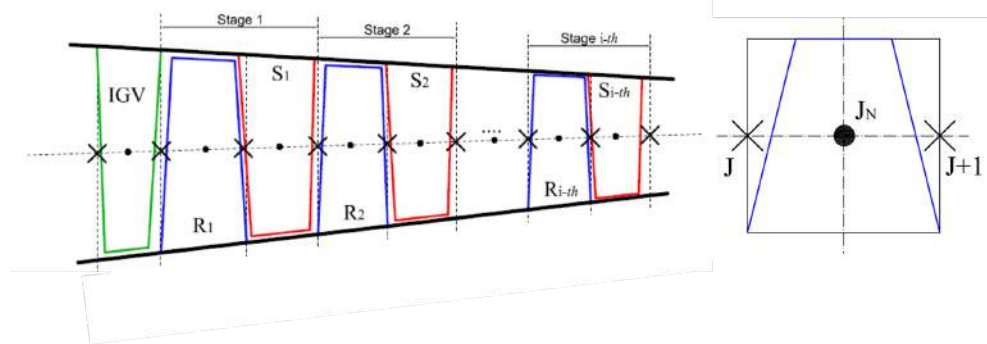 Stage 1
Stage 2
Stage i-th
IGV
S1
S2
Si-th
R1
R2
Ri-th
....
JN
J
J+1